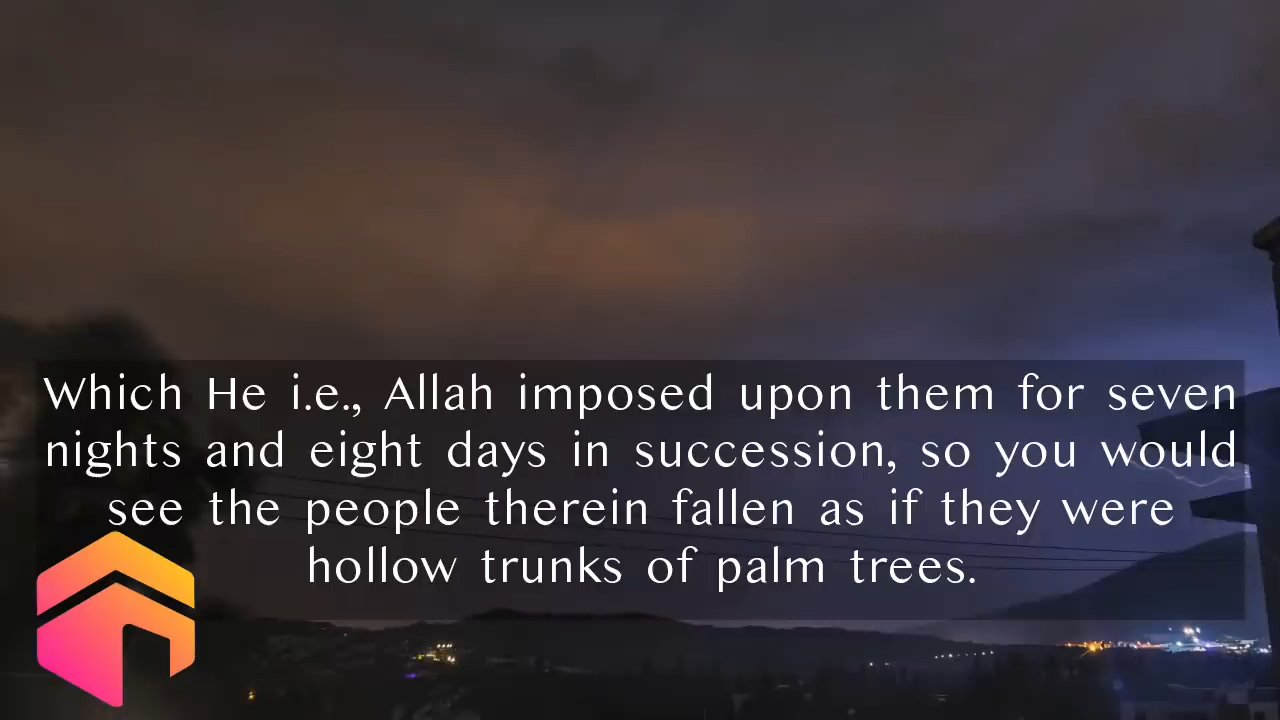 Which He i.e., Allah imposed upon them for seven
nights and eight days in succession, so you would
see the people therein fallen as if they were
hollow trunks of palm trees.